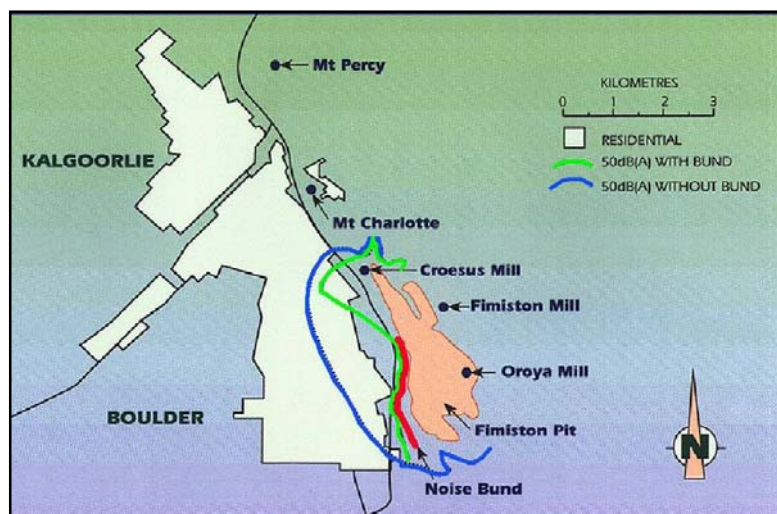 Mt Percy
KILOMETRES
0 1 2 3
RESIDENTIAL
50dB(A) WITH BUND
50dB(A) WITHOUT BUND
KALGOORLIE
Mt Charlotte
Croesus Mill
Fimiston Mill
Oroya Mill
BOULDER
Fimiston Pit
N
Noise Bund